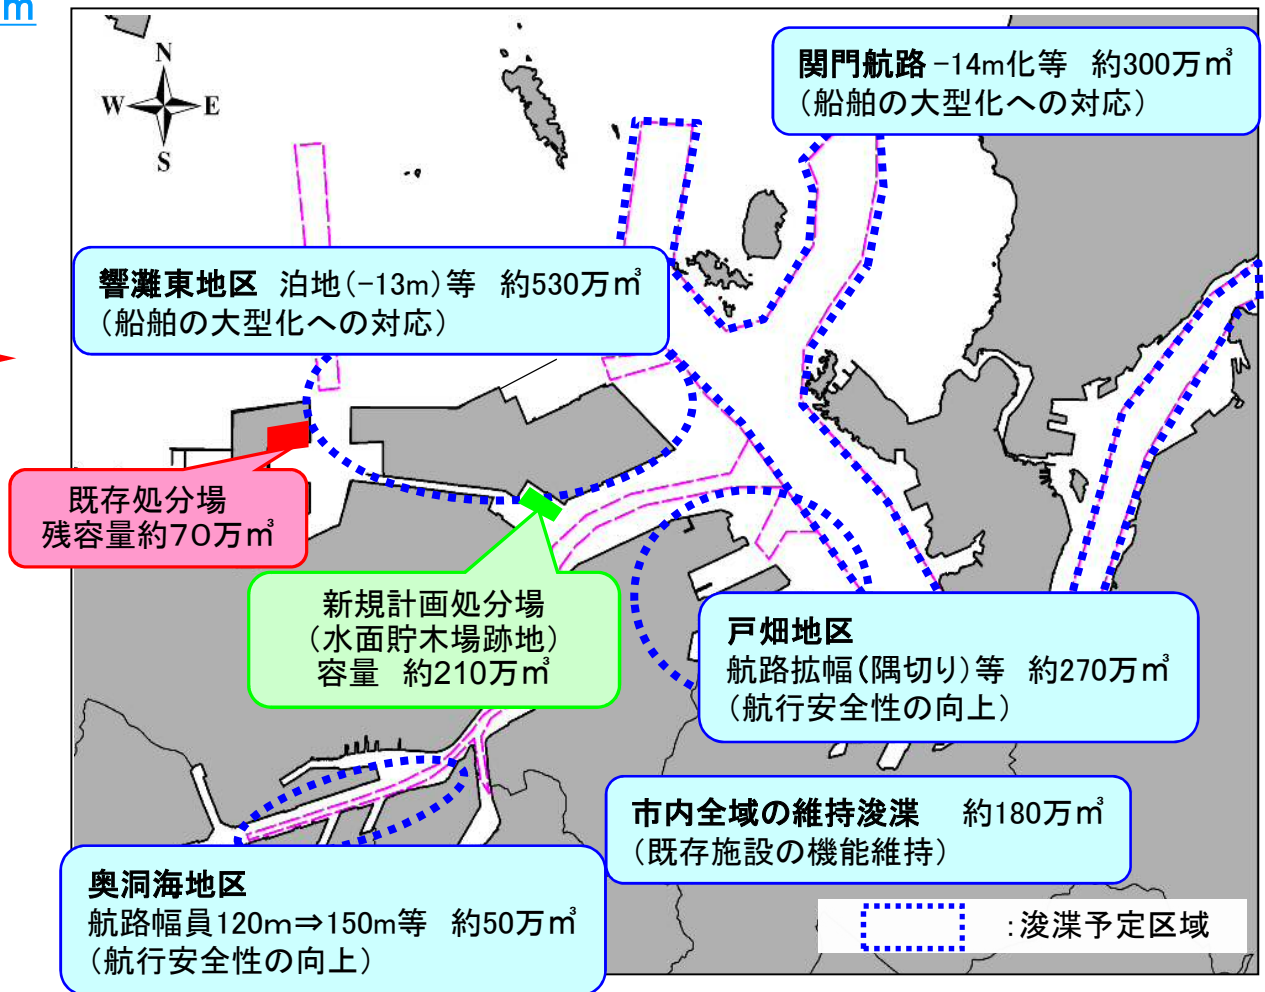 m
N
W E
S
関門航路 -14m化等 約300万㎥
(船舶の大型化への対応)
響灘東地区 泊地(-13m)等 約530万㎥
(船舶の大型化への対応)
既存処分場
残容量約70万㎥
新規計画処分場
(水面貯木場跡地)
容量 約210万㎥
戸畑地区
航路拡幅(隅切り)等 約270万㎥
(航行安全性の向上)
市内全域の維持浚渫 約180万㎥
(既存施設の機能維持)
奥洞海地区
航路幅員120m⇒150m等 約50万㎥
(航行安全性の向上)
:浚渫予定区域